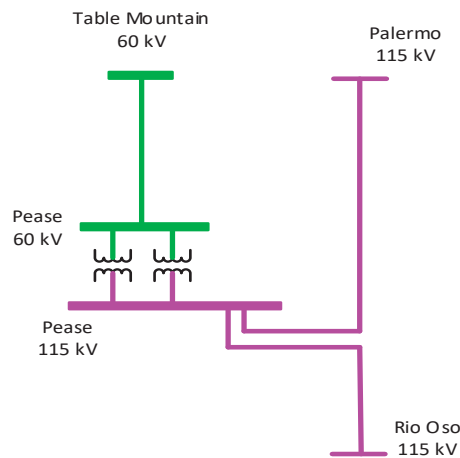 Table Mountain
60 kV
Palermo
115 kV
Pease
60 kV
Pease
115 kV
Rio Oso
115 kV